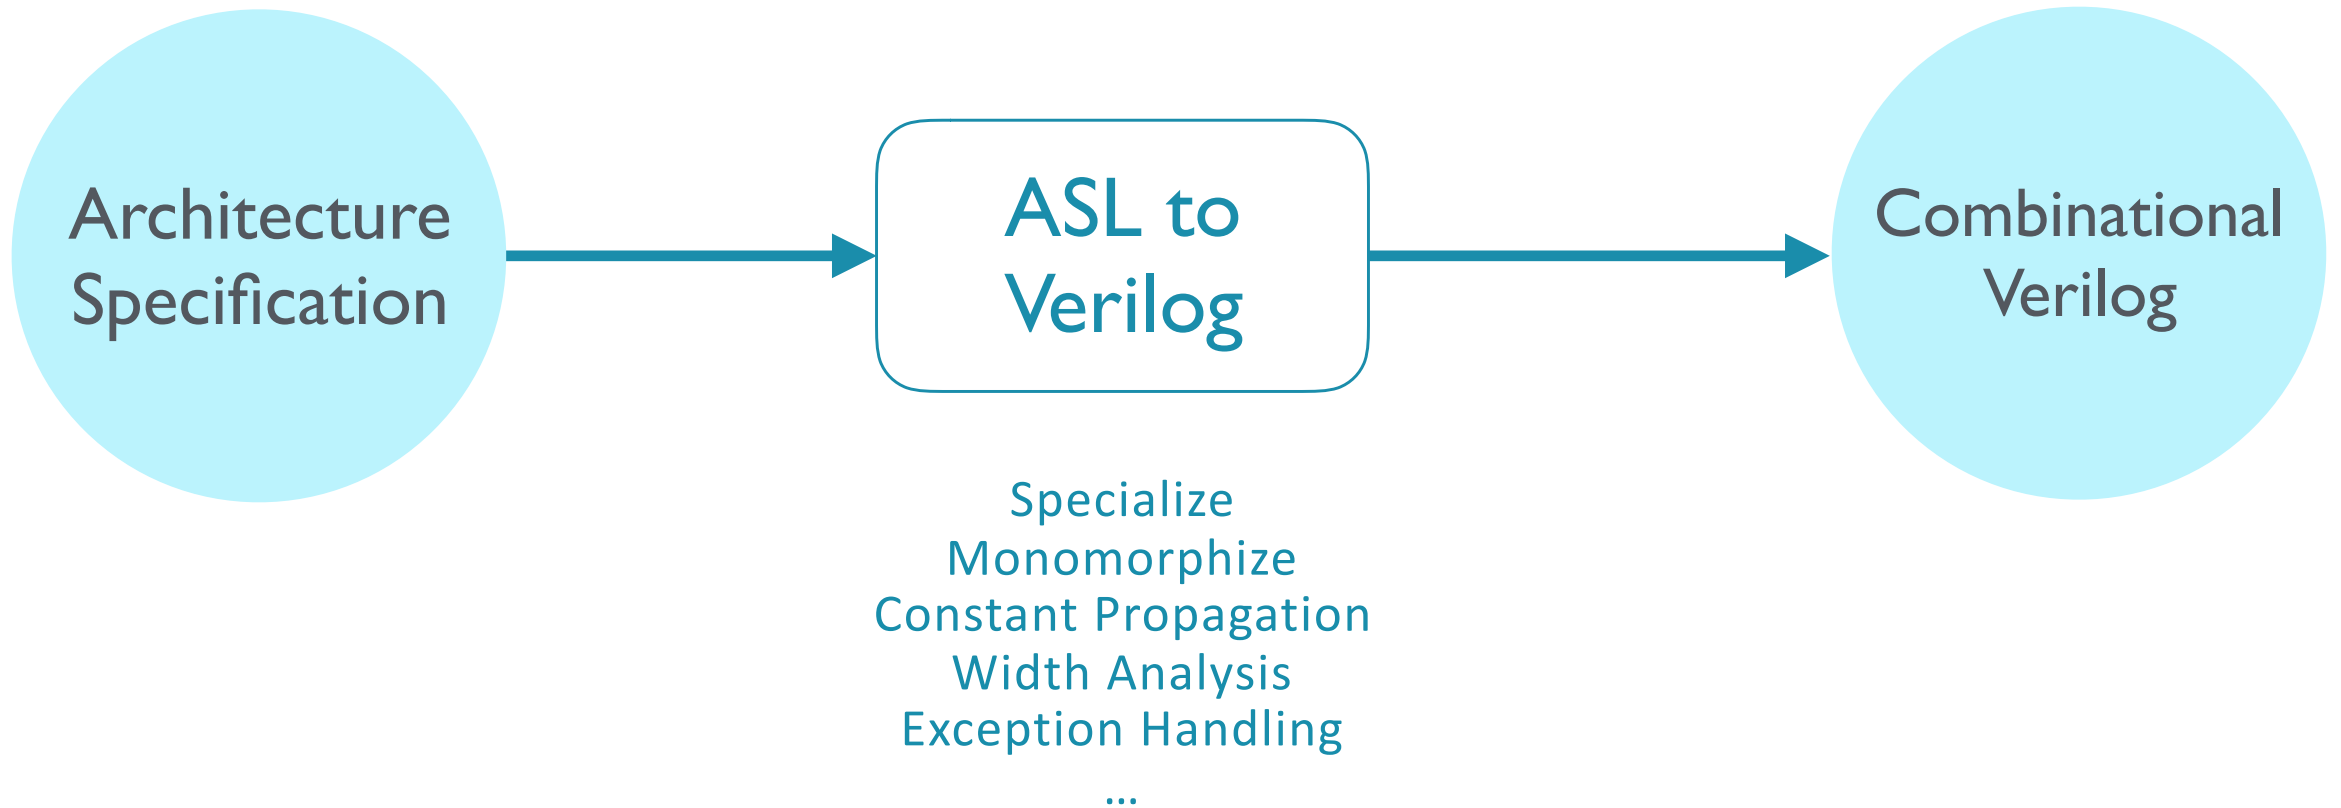 Architecture
Specification
ASL to
Verilog
Combinational
Verilog
Specialize
Monomorphize
Constant Propagation
Width Analysis
Exception Handling
...